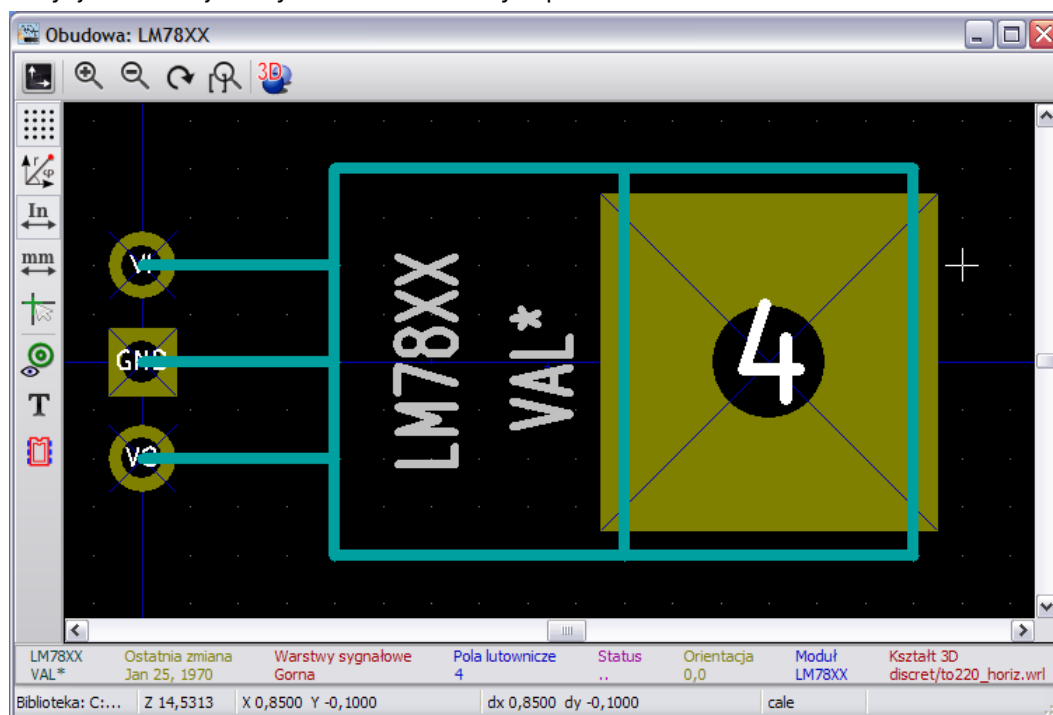 Obudowa: LM78XX
3D
In
mm
T
VI
GND
VO
LM78XX
VAL*
4
LM78XX Ostatnia zmiana Warstwy sygnałowe Pola lutownicze Status Orientacja Moduł Kształt 3D
VAL* Jan 25, 1970 Gorna 4 .. 0,0 LM78XX discret/to220_horiz.wrl
Biblioteka: C:... Z 14,5313 X 0,8500 Y -0,1000 dx 0,8500 dy -0,1000 cale